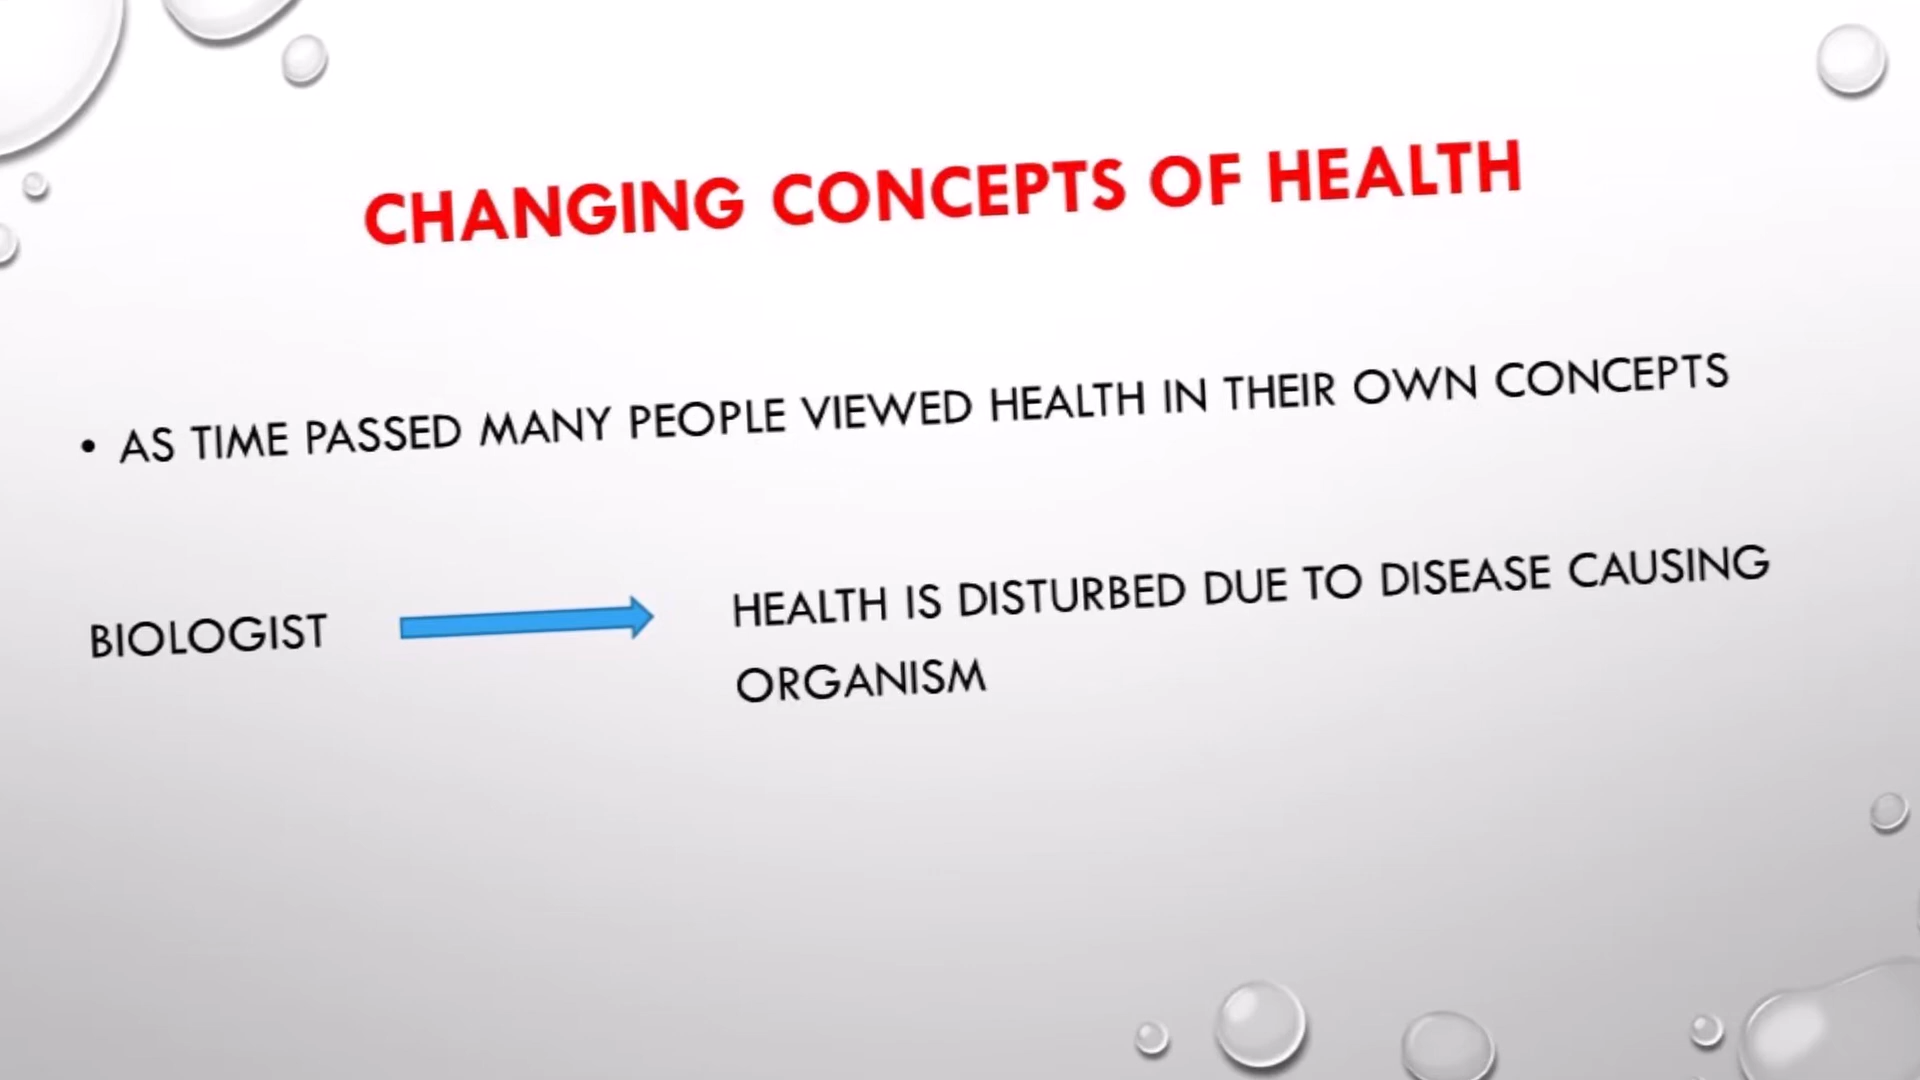 CHANGING CONCEPTS OF HEALTH
• AS TIME PASSED MANY PEOPLE VIEWED HEALTH IN THEIR OWN CONCEPTS
BIOLOGIST
HEALTH IS DISTURBED DUE TO DISEASE CAUSING
ORGANISM